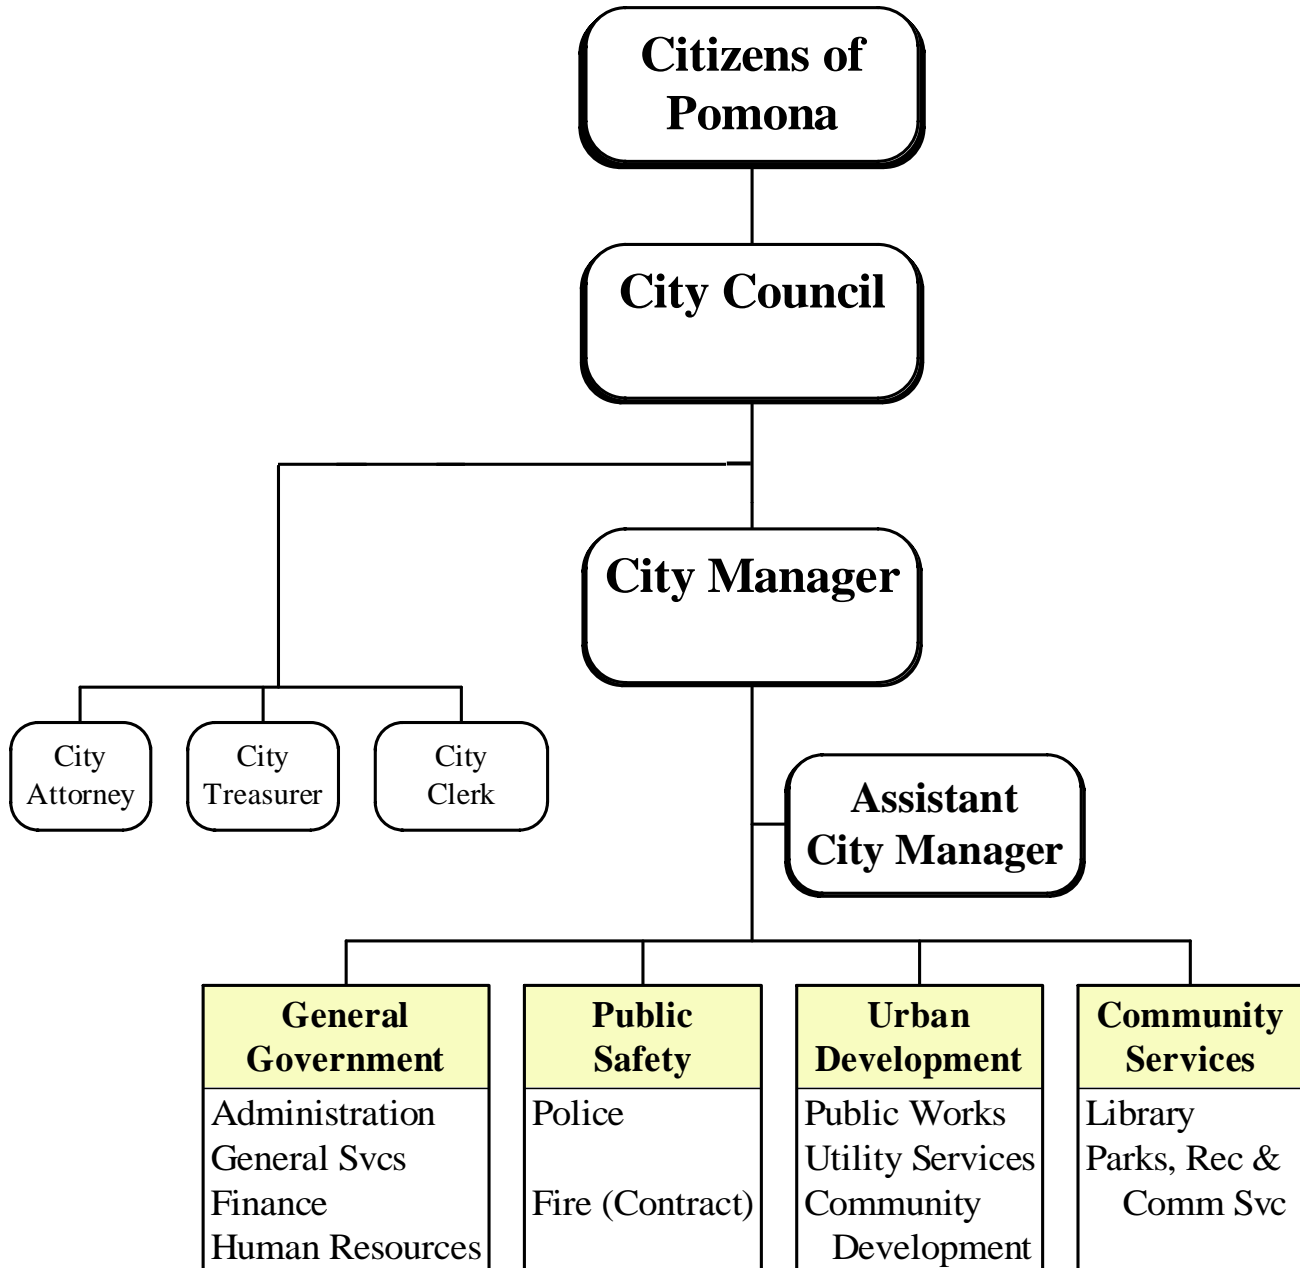 Citizens of
Pomona
City Council
City Manager
City
Attorney
City
Treasurer
City
Clerk
Assistant
City Manager
General
Government
Administration
General Svcs
Finance
Human Resources
Public
Safety
Police
Fire (Contract)
Urban
Development
Public Works
Utility Services
Community
Development
Community
Services
Library
Parks, Rec &
Comm Svc